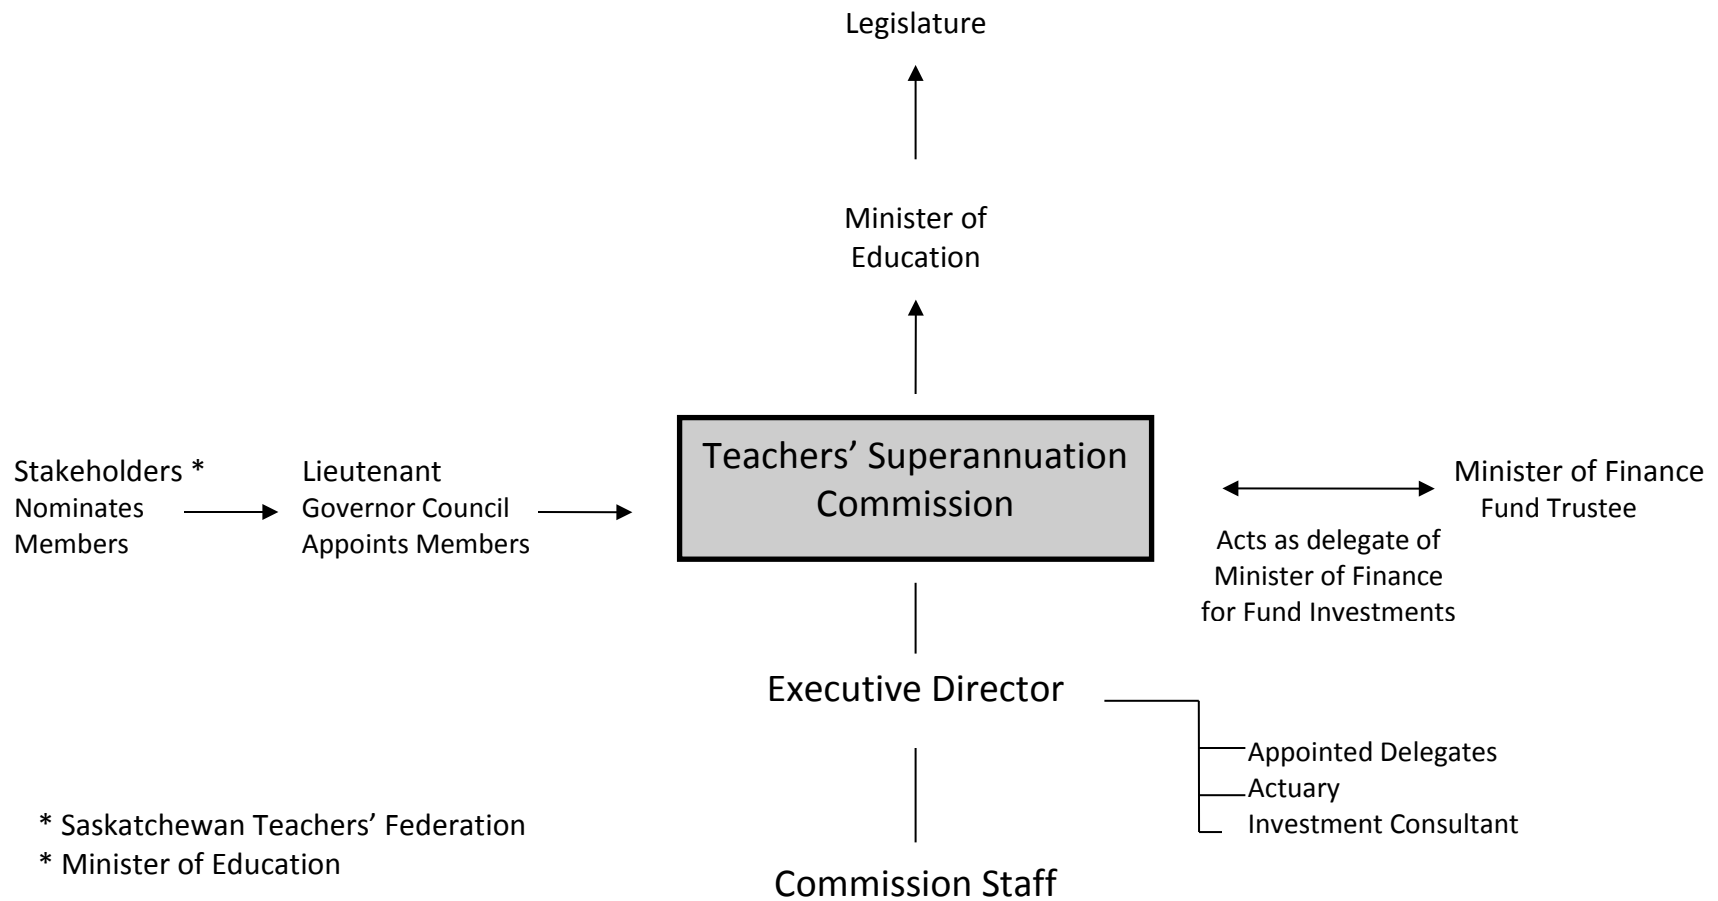 Legislature
Minister of
Education
Teachers’ Superannuation
Commission
Stakeholders *
Nominates
Members
Lieutenant
Governor Council
Appoints Members
Minister of Finance
Fund Trustee
Acts as delegate of
Minister of Finance
for Fund Investments
Executive Director
Appointed Delegates
Actuary
Investment Consultant
* Saskatchewan Teachers’ Federation
* Minister of Education
Commission Staff